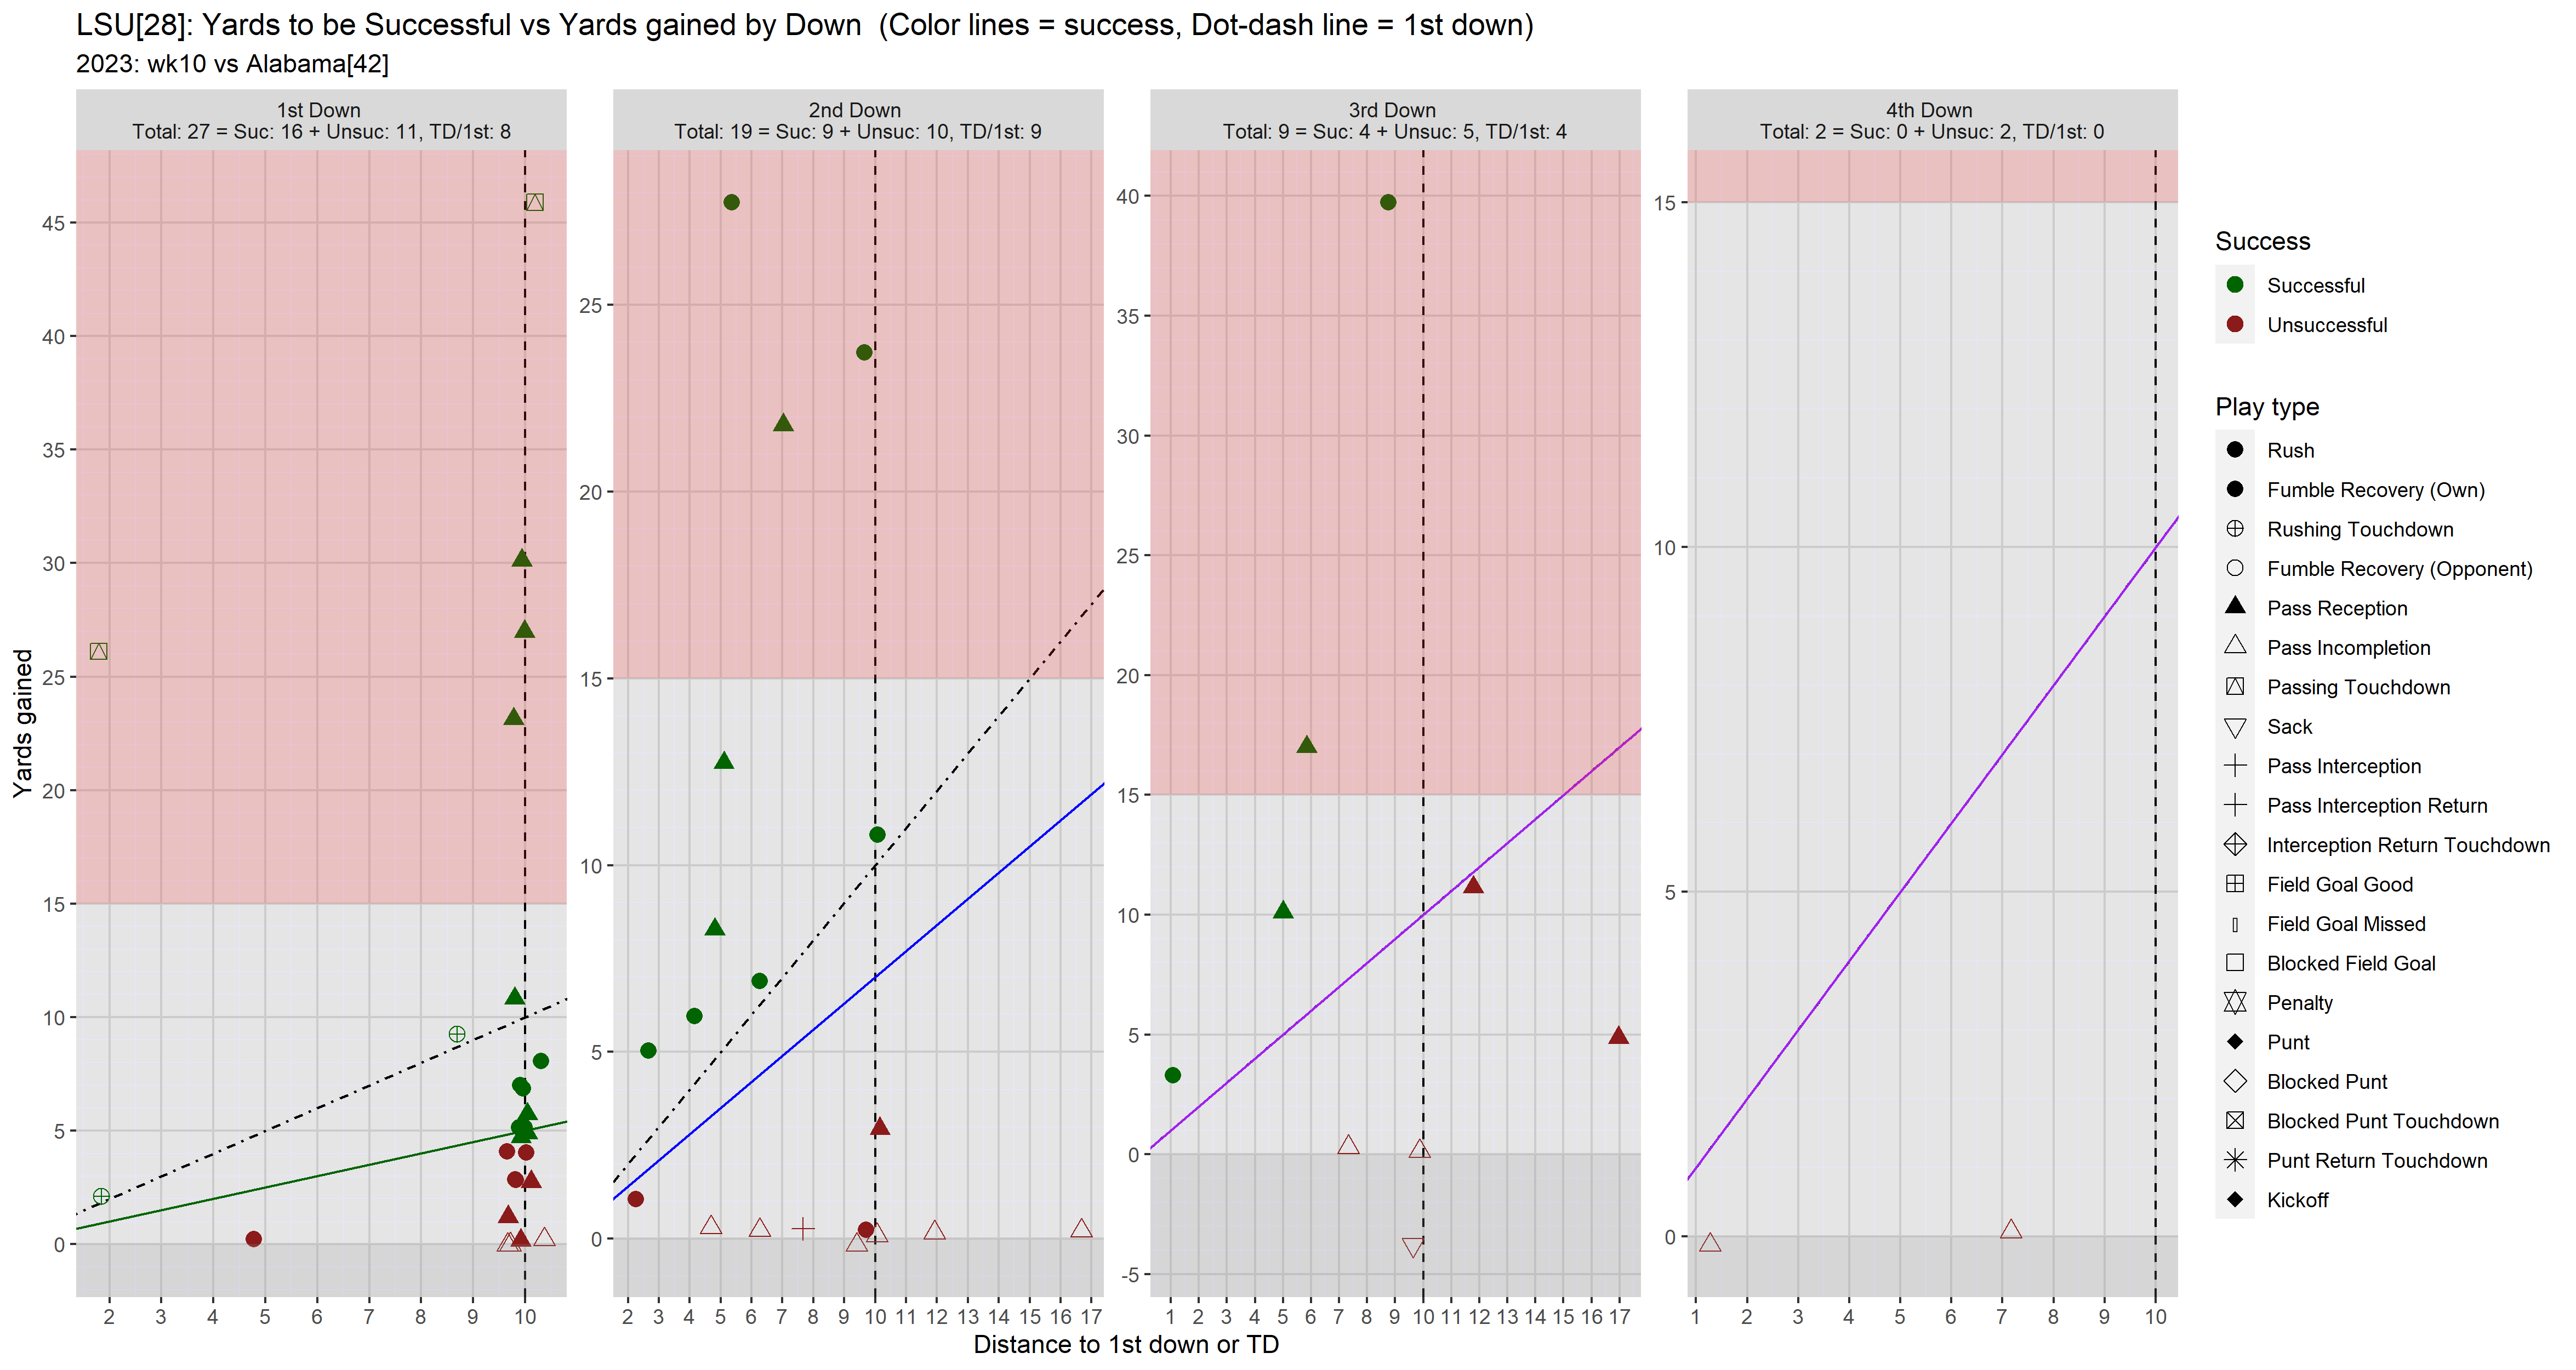 LSU[28]: Yards to be Successful vs Yards gained by Down  (Color lines = success, Dot-dash line = 1st down)
2023: wk10 vs Alabama[42]
1st Down
Total: 27 = Suc: 16 + Unsuc: 11, TD/1st: 8
2nd Down
Total: 19 = Suc: 9 + Unsuc: 10, TD/1st: 9
3rd Down
Total: 9 = Suc: 4 + Unsuc: 5, TD/1st: 4
4th Down
Total: 2 = Suc: 0 + Unsuc: 2, TD/1st: 0
Yards gained
45
40
35
30
25
20
15
10
5
0
2 3 4 5 6 7 8 9 10
25
20
15
10
5
0
2 3 4 5 6 7 8 9 10 11 12 13 14 15 16 17
40
35
30
25
20
15
10
5
0
-5
1 2 3 4 5 6 7 8 9 10 11 12 13 14 15 16 17
15
10
5
0
1 2 3 4 5 6 7 8 9 10
Distance to 1st down or TD
Success
Successful
Unsuccessful
Play type
Rush
Fumble Recovery (Own)
Rushing Touchdown
Fumble Recovery (Opponent)
Pass Reception
Pass Incompletion
Passing Touchdown
Sack
Pass Interception
Pass Interception Return
Interception Return Touchdown
Field Goal Good
Field Goal Missed
Blocked Field Goal
Penalty
Punt
Blocked Punt
Blocked Punt Touchdown
Punt Return Touchdown
Kickoff